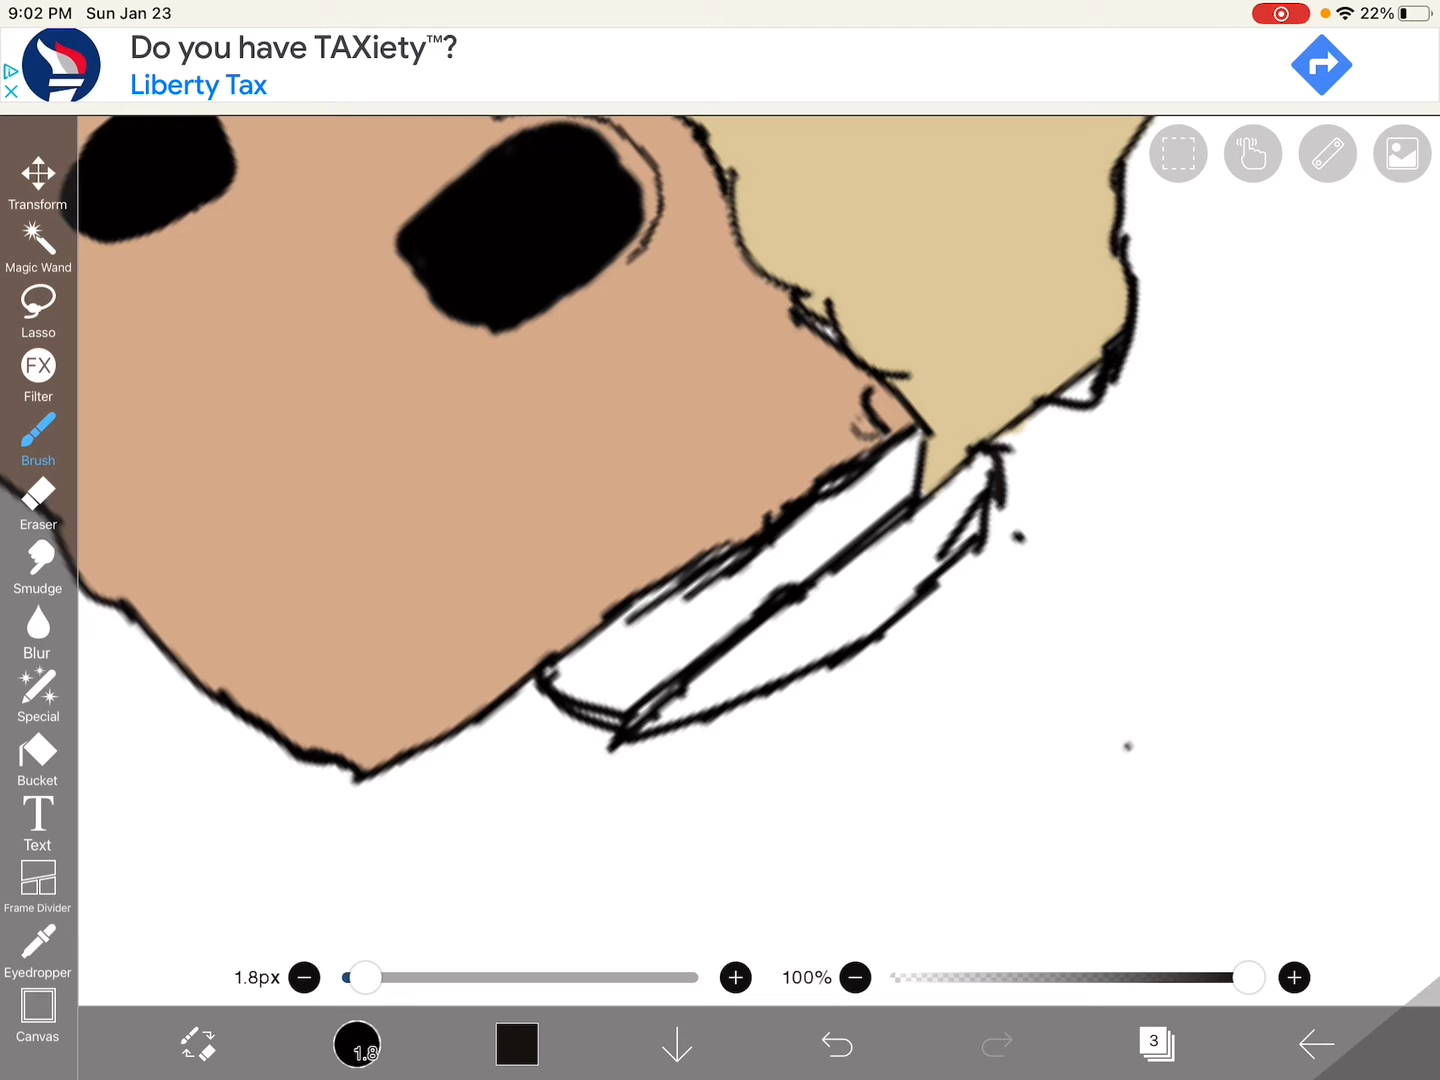 9:02 PM Sun Jan 23
22%
Do you have TAXiety™?
Liberty Tax
Transform
Magic Wand
Lasso
FX
Filter
Brush
Eraser
Smudge
Blur
Special
Bucket
T
Text
Frame Divider
Eyedropper
Canvas
1.8px
100%
1.8
3